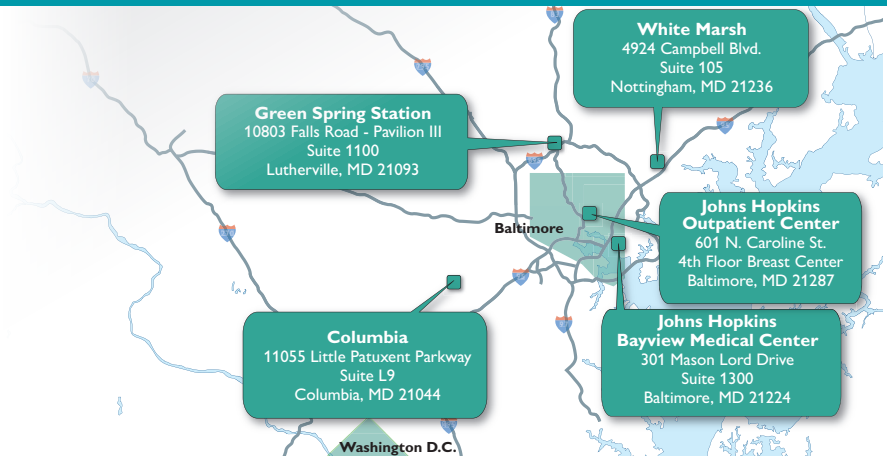 White Marsh
4924 Campbell Blvd.
Suite 105
Nottingham, MD 21236
Green Spring Station
10803 Falls Road - Pavilion III
Suite 1100
Lutherville, MD 21093
Baltimore
Johns Hopkins
Outpatient Center
601 N. Caroline St.
4th Floor Breast Center
Baltimore, MD 21287
Columbia
11055 Little Patuxent Parkway
Suite L9
Columbia, MD 21044
Johns Hopkins
Bayview Medical Center
301 Mason Lord Drive
Suite 1300
Baltimore, MD 21224
Washington D.C.